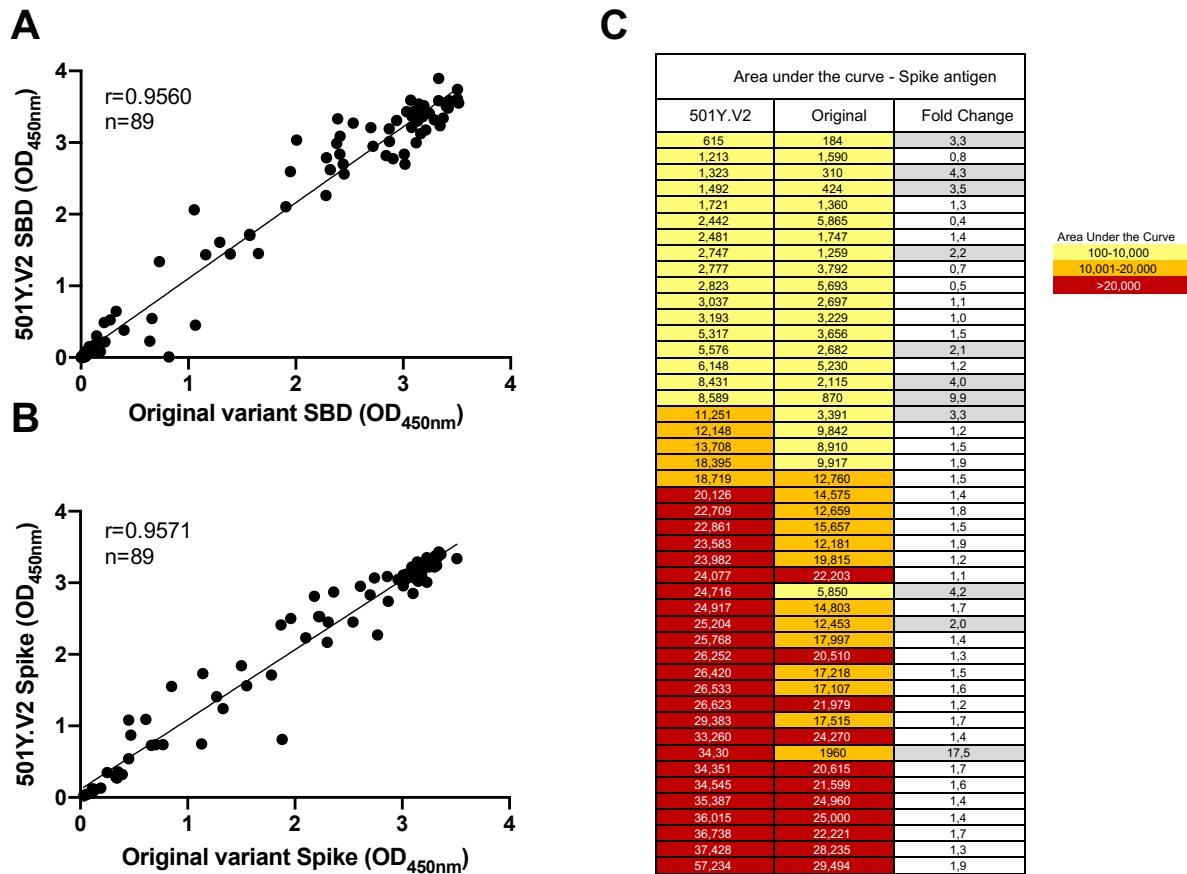 A
r=0.9560
n=89
501Y.V2 SBD (OD450nm)
4
3
2
1
0
0 1 2 3 4
Original variant SBD (OD450nm)
B
r=0.9571
n=89
501Y.V2 Spike (OD450nm)
4
3
2
1
0
0 1 2 3 4
Original variant Spike (OD450nm)
C
Area under the curve - Spike antigen
501Y.V2 Original Fold Change
615 184 3,3
1,213 1,590 0,8
1,323 310 4,3
1,492 424 3,5
1,721 1,360 1,3
2,442 5,865 0,4
2,481 1,747 1,4
2,747 1,259 2,2
2,777 3,792 0,7
2,823 5,693 0,5
3,037 2,697 1,1
3,193 3,229 1,0
5,317 3,656 1,5
5,576 2,682 2,1
6,148 5,230 1,2
8,431 2,115 4,0
8,589 870 9,9
11,251 3,391 3,3
12,148 9,842 1,2
13,708 8,910 1,5
18,395 9,917 1,9
18,719 12,760 1,5
20,126 14,575 1,4
22,709 12,659 1,8
22,861 15,657 1,5
23,583 12,181 1,9
23,982 19,815 1,2
24,077 22,203 1,1
24,716 5,850 4,2
24,917 14,803 1,7
25,204 12,453 2,0
25,768 17,997 1,4
26,252 20,510 1,3
26,420 17,218 1,5
26,533 17,107 1,6
26,623 21,979 1,2
29,383 17,515 1,7
33,260 24,270 1,4
34,30 1960 17,5
34,351 20,615 1,7
34,545 21,599 1,6
35,387 24,960 1,4
36,015 25,000 1,4
36,738 22,221 1,7
37,428 28,235 1,3
57,234 29,494 1,9
Area Under the Curve
100-10,000
10,001-20,000
>20,000